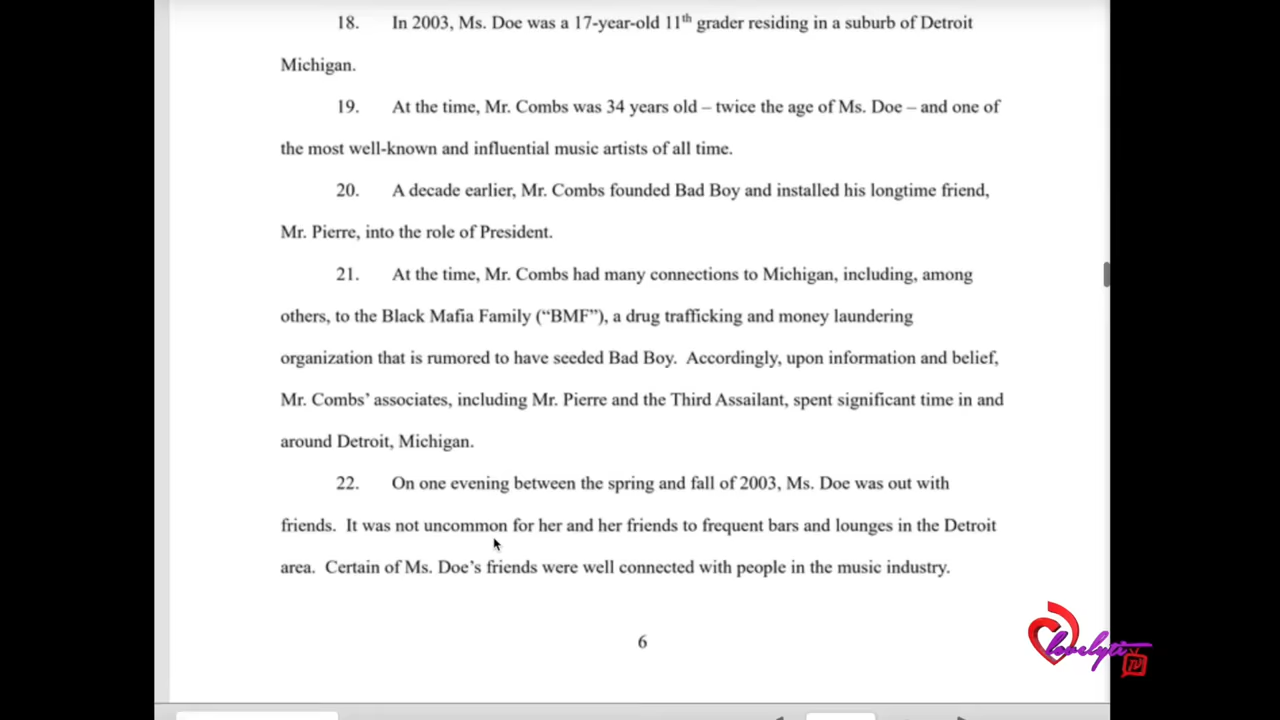 18. In 2003, Ms. Doe was a 17-year-old 11th grader residing in a suburb of Detroit
Michigan.
19. At the time, Mr. Combs was 34 years old – twice the age of Ms. Doe – and one of
the most well-known and influential music artists of all time.
20. A decade earlier, Mr. Combs founded Bad Boy and installed his longtime friend,
Mr. Pierre, into the role of President.
21. At the time, Mr. Combs had many connections to Michigan, including, among
others, to the Black Mafia Family (“BMF”), a drug trafficking and money laundering
organization that is rumored to have seeded Bad Boy. Accordingly, upon information and belief,
Mr. Combs’ associates, including Mr. Pierre and the Third Assailant, spent significant time in and
around Detroit, Michigan.
22. On one evening between the spring and fall of 2003, Ms. Doe was out with
friends. It was not uncommon for her and her friends to frequent bars and lounges in the Detroit
area. Certain of Ms. Doe’s friends were well connected with people in the music industry.
6
lovelyti
TV